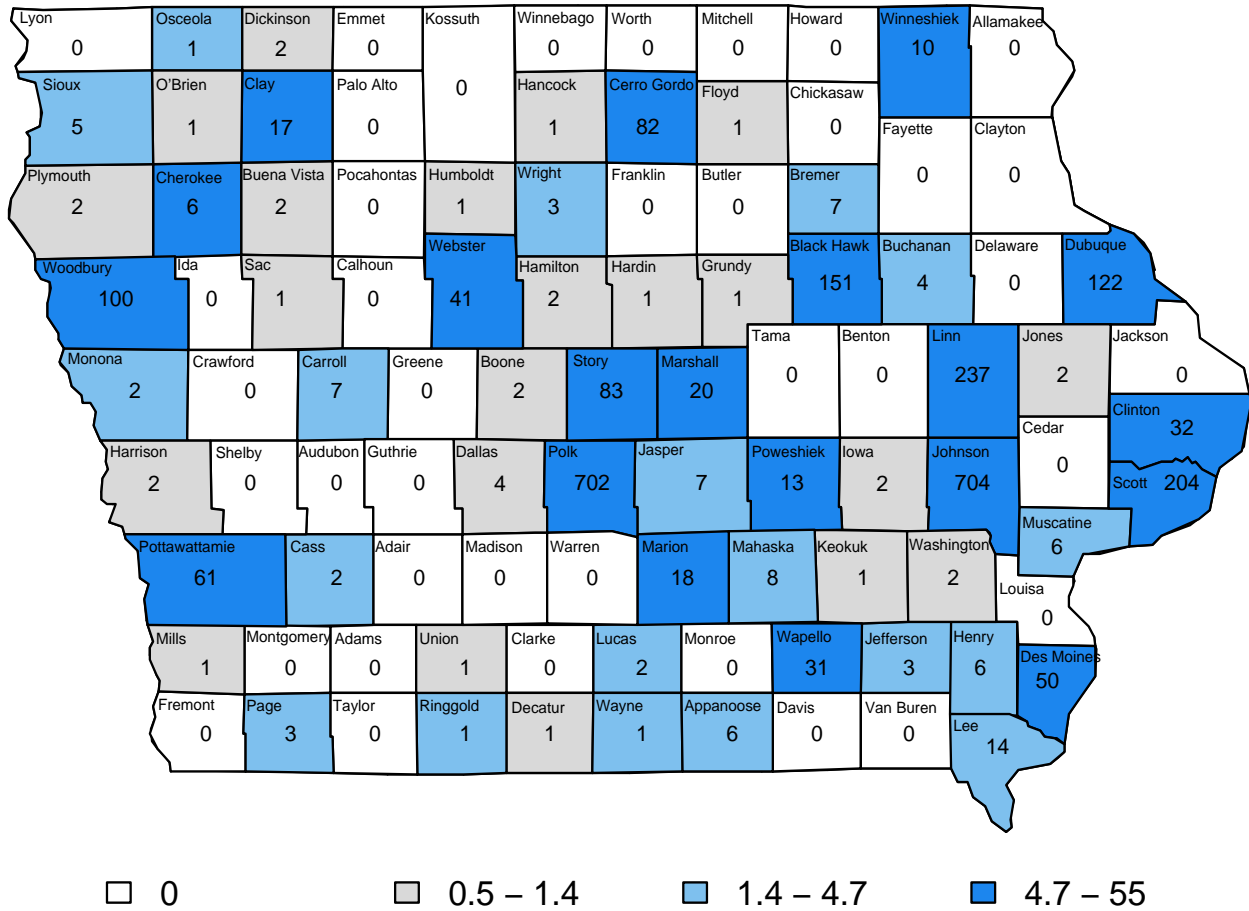 Lyon Osceola Dickinson Emmet Kossuth Winnebago Worth Mitchell Howard Winneshiek Allamakee
0 1 2 0 0 0 0 0 0 10 0
Sioux O'Brien Clay Palo Alto Hancock Cerro Gordo Floyd Chickasaw
5 1 17 0 1 82 1 0
Fayette Clayton
0 0
Plymouth Cherokee Buena Vista Pocahontas Humboldt Wright Franklin Butler Bremer
2 6 2 0 1 3 0 0 7
Woodbury Ida Sac Calhoun Webster Hamilton Hardin Grundy Black Hawk Buchanan Delaware Dubuque
100 0 1 0 41 2 1 1 151 4 0 122
Monona Crawford Carroll Greene Boone Story Marshall Tama Benton Linn Jones Jackson
2 0 7 0 2 83 20 0 0 237 2 0
Clinton
32
Cedar
0
Harrison Shelby Audubon Guthrie Dallas Polk Jasper Poweshiek Iowa Johnson Scott
2 0 0 0 4 702 7 13 2 704 204
Muscatine
6
Pottawattamie Cass Adair Madison Warren Marion Mahaska Keokuk Washington
61 2 0 0 0 18 8 1 2
Louisa
0
Mills Montgomery Adams Union Clarke Lucas Monroe Wapello Jefferson Henry Des Moines
1 0 0 1 0 2 0 31 3 6 50
Fremont Page Taylor Ringgold Decatur Wayne Appanoose Davis Van Buren Lee
0 3 0 1 1 1 6 0 0 14
0 0.5 – 1.4 1.4 – 4.7 4.7 – 55